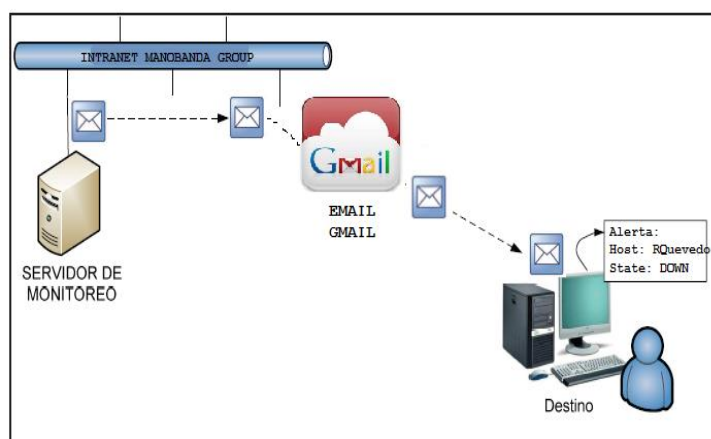 INTRANET MANOBANDA GROUP
Gmail
EMAIL
GMAIL
SERVIDOR DE
MONITOREO
Alerta:
Host: RQuevedo
State: DOWN
Destino